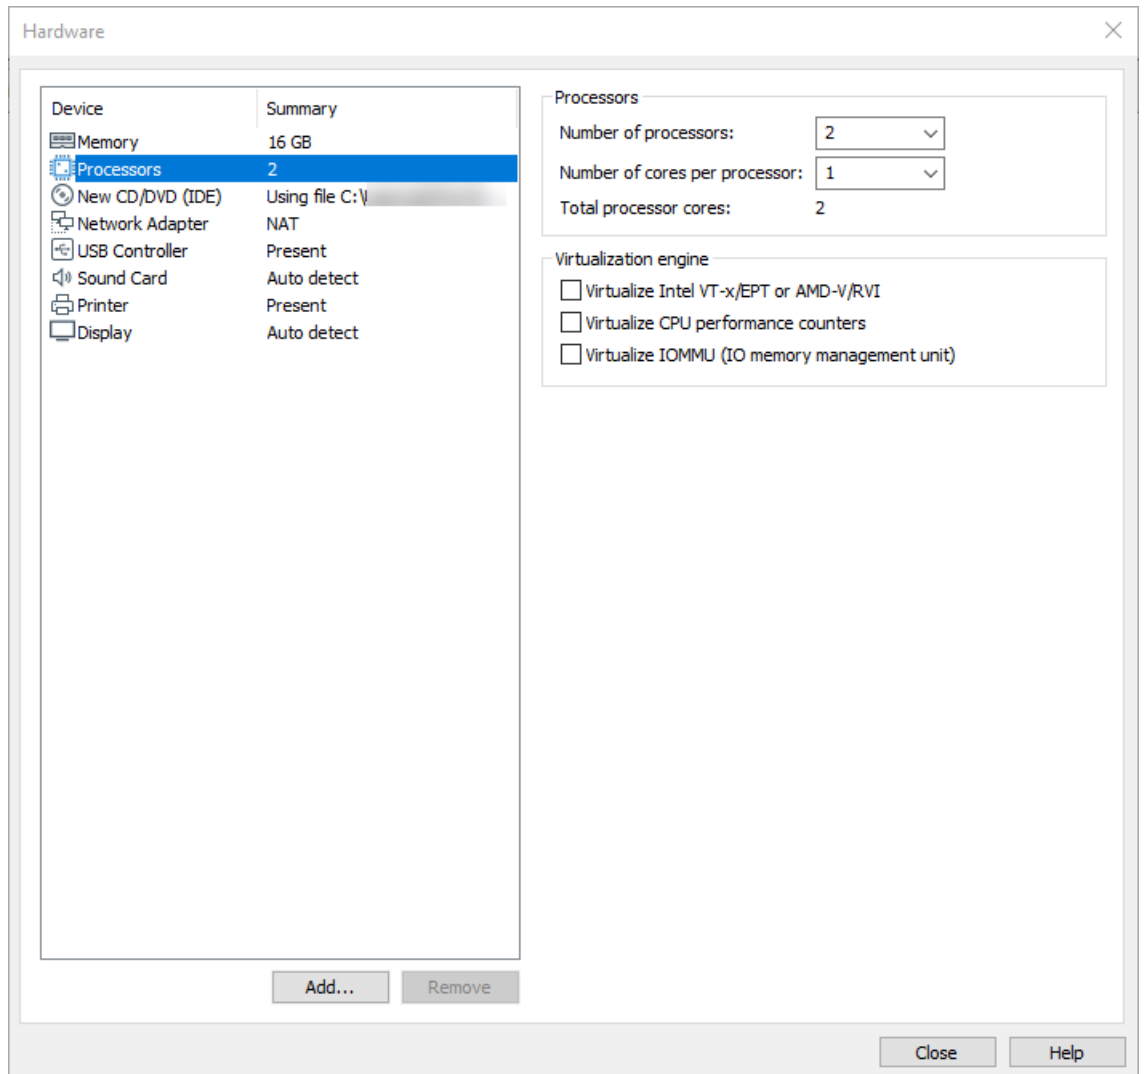 Hardware
Device Summary
Memory 16 GB
Processors 2
New CD/DVD (IDE) Using file C:\
Network Adapter NAT
USB Controller Present
Sound Card Auto detect
Printer Present
Display Auto detect
Add... Remove
Processors
Number of processors: 2
Number of cores per processor: 1
Total processor cores: 2
Virtualization engine
Virtualize Intel VT-x/EPT or AMD-V/RVI
Virtualize CPU performance counters
Virtualize IOMMU (IO memory management unit)
Close Help